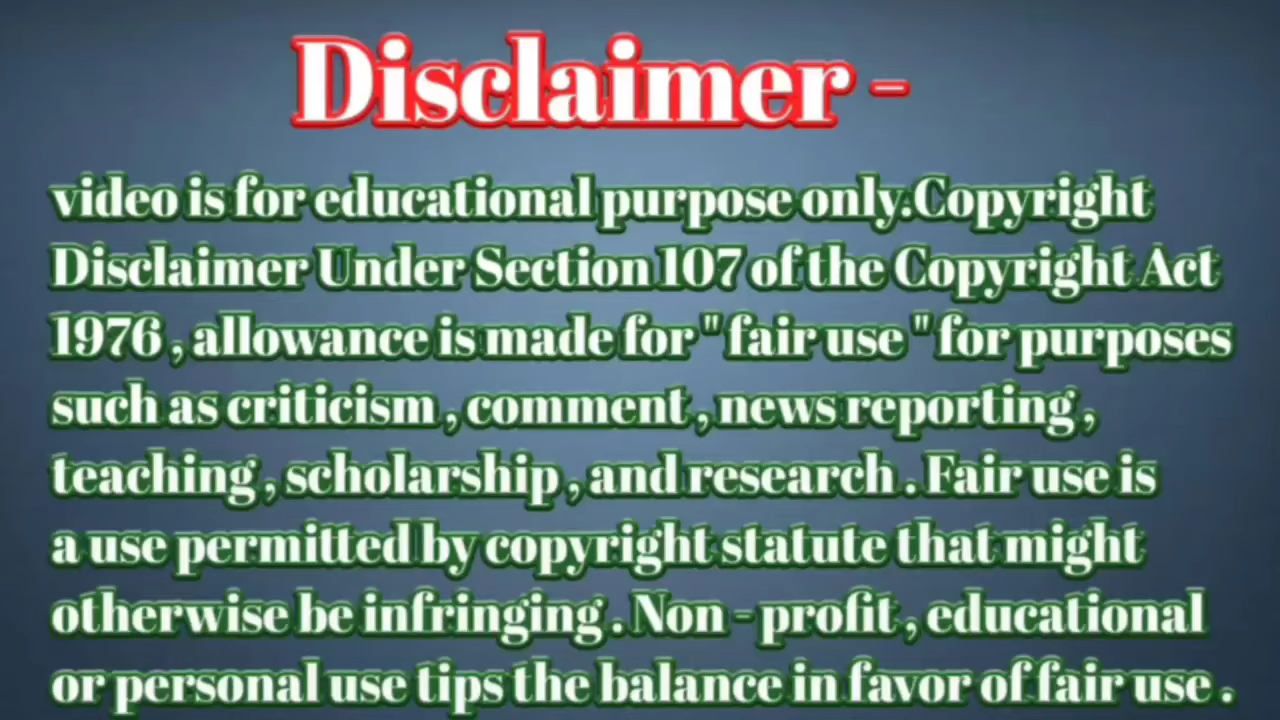 Disclaimer -
video is for educational purpose only.Copyright
Disclaimer Under Section 107 of the Copyright Act
1976 , allowance is made for " fair use " for purposes
such as criticism , comment , news reporting ,
teaching , scholarship , and research . Fair use is
a use permitted by copyright statute that might
otherwise be infringing . Non - profit , educational
or personal use tips the balance in favor of fair use .